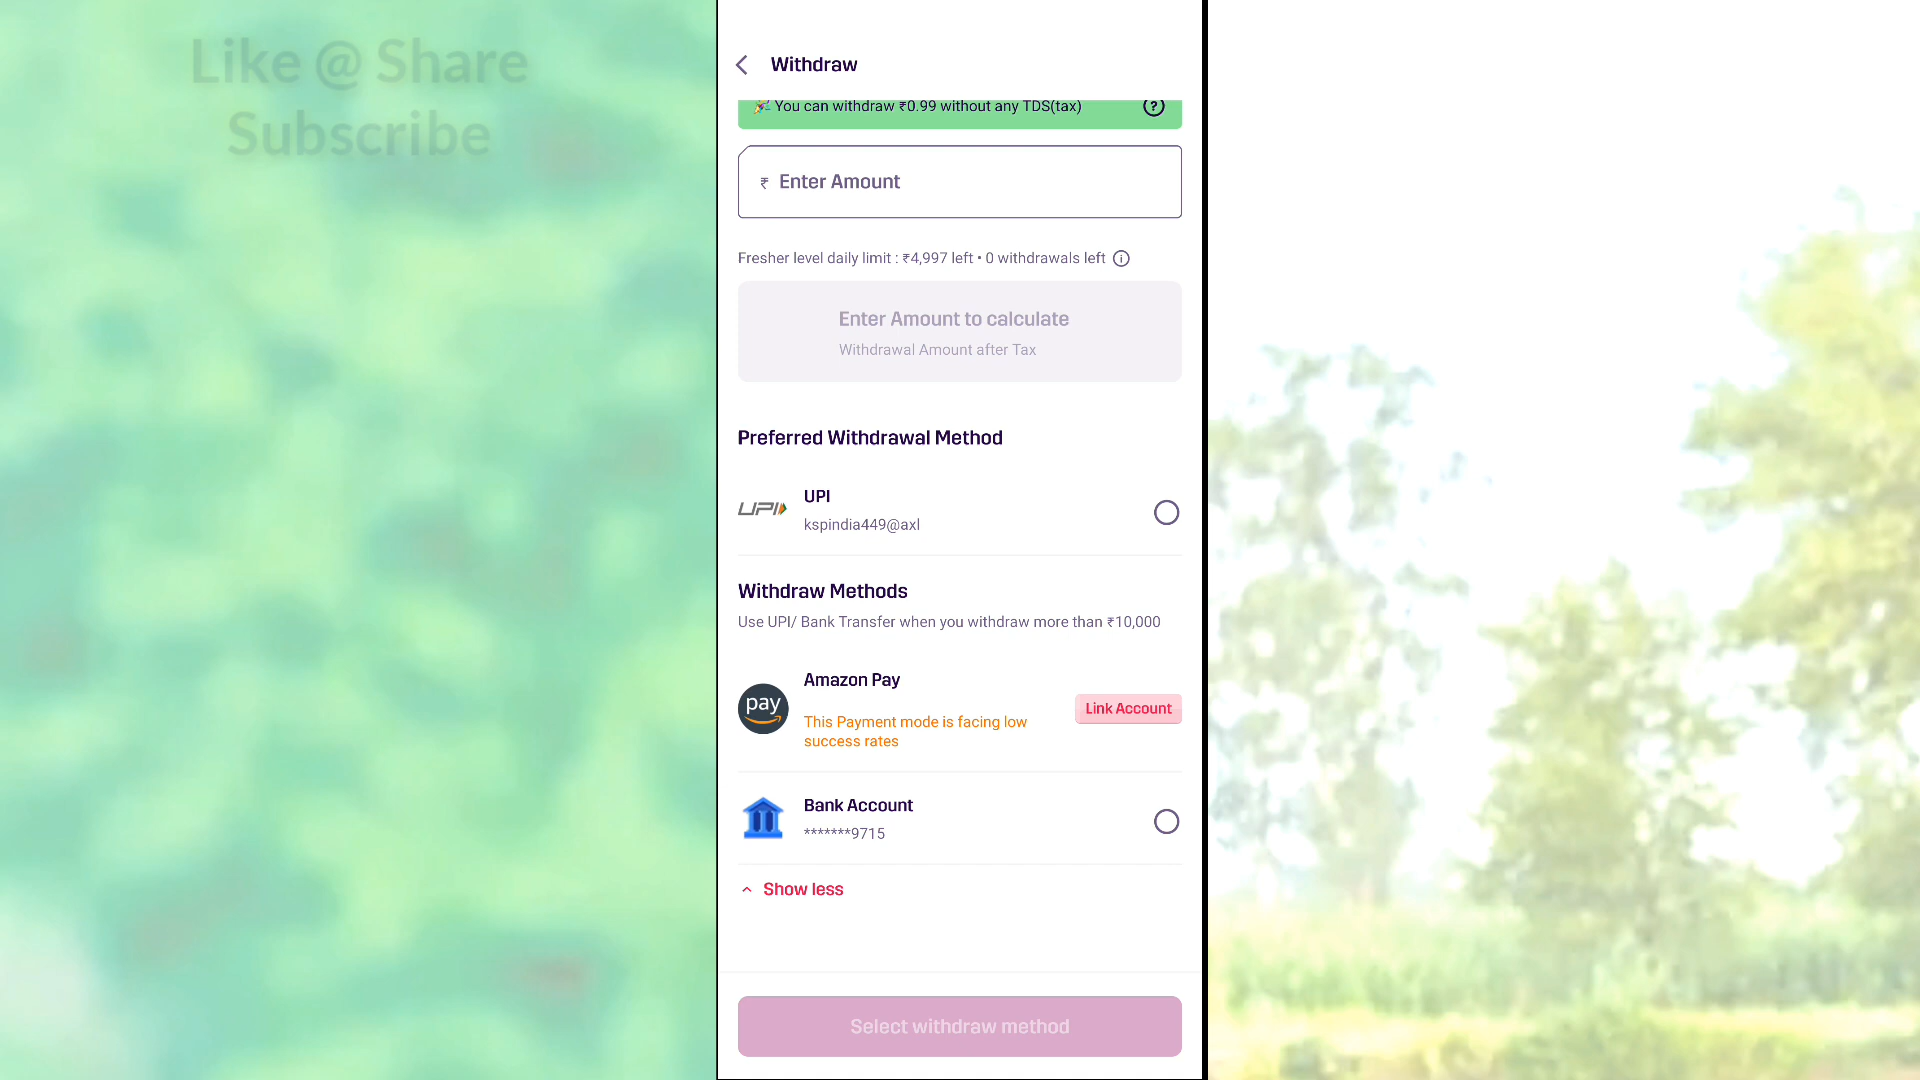 Like @ Share
Subscribe
Withdraw
🎉 You can withdraw ₹0.99 without any TDS(tax)
₹ Enter Amount
Fresher level daily limit : ₹4,997 left • 0 withdrawals left
Enter Amount to calculate
Withdrawal Amount after Tax
Preferred Withdrawal Method
UPI
UPI
kspindia449@axl
Withdraw Methods
Use UPI/ Bank Transfer when you withdraw more than ₹10,000
pay
Amazon Pay
Link Account
This Payment mode is facing low
success rates
Bank Account
*******9715
Show less
Select withdraw method